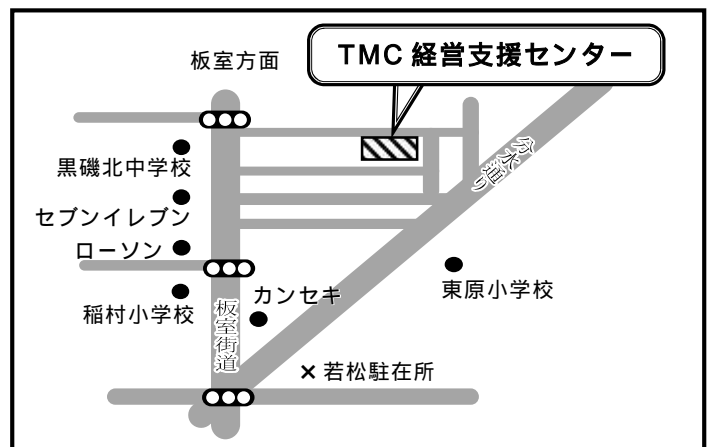 TMC 経営支援センター
板室方面
分水通り
黒磯北中学校
セブンイレブン
ローソン
東原小学校
カンセキ
稲村小学校
板室街道
× 若松駐在所